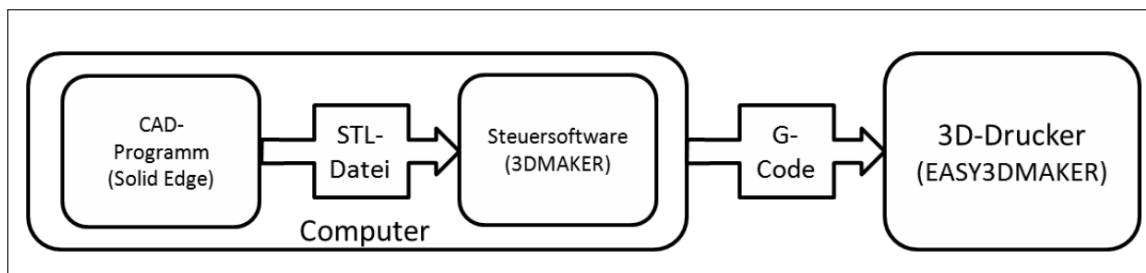 CAD-
Programm
(Solid Edge)
STL-
Datei
Steuersoftware
(3DMAKER)
Computer
G-
Code
3D-Drucker
(EASY3DMAKER)